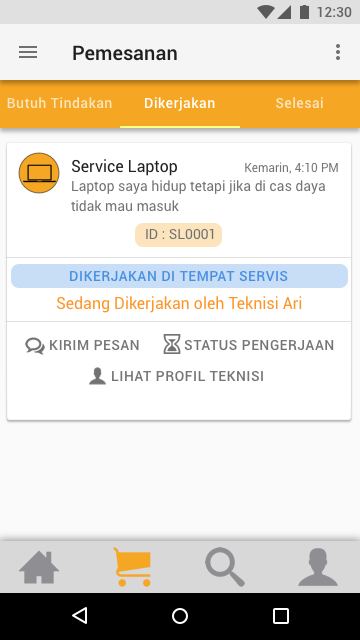 12:30
Pemesanan
Butuh Tindakan Dikerjakan Selesai
Service Laptop Kemarin, 4:10 PM
Laptop saya hidup tetapi jika di cas daya
tidak mau masuk
ID : SL0001
DIKERJAKAN DI TEMPAT SERVIS
Sedang Dikerjakan oleh Teknisi Ari
KIRIM PESAN STATUS PENGERJAAN
LIHAT PROFIL TEKNISI